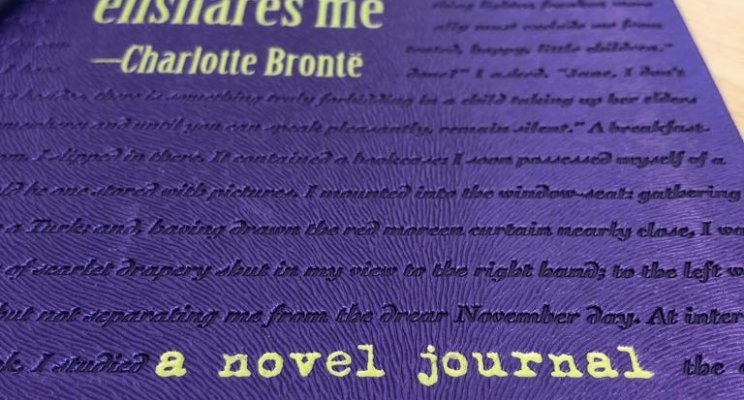 ensnares me
—Charlotte Brontë
little children."
I asked. "Jane, I don't
there is something truly forbidding in a child taking up her elders
and until you can speak pleasantly, remain silent." A breakfast-
I slipped in there. It contained a bookcase: I soon possessed myself of a
be one stored with pictures. I mounted into the window-seat: gathering
a Turk; and, having drawn the red moreen curtain nearly close, I
of scarlet drapery shut in my view to the right hand; to the left
but not separating me from the drear November day. At inter
I studied
a novel journal
the